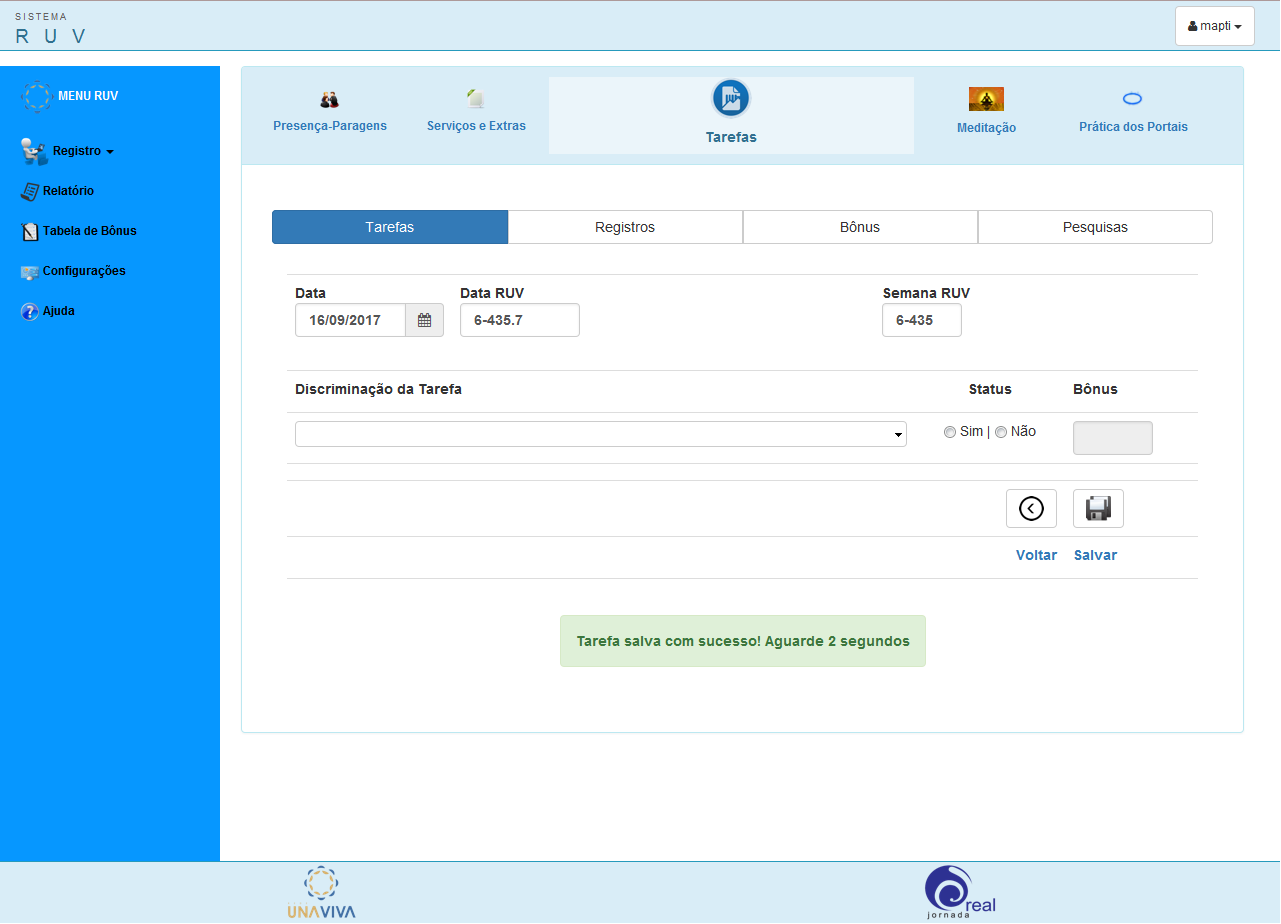 SISTEMA
R U V
mapti
MENU RUV
Registro
Relatório
Tabela de Bônus
Configurações
Ajuda
Presença-Paragens
Serviços e Extras
Tarefas
Meditação
Prática dos Portais
Tarefas
Registros
Bônus
Pesquisas
Data
Data RUV
Semana RUV
16/09/2017
6-435.7
6-435
Discriminação da Tarefa
Status
Bônus
Sim | Não
Voltar
Salvar
Tarefa salva com sucesso! Aguarde 2 segundos
UNAVIVA
real
jornada